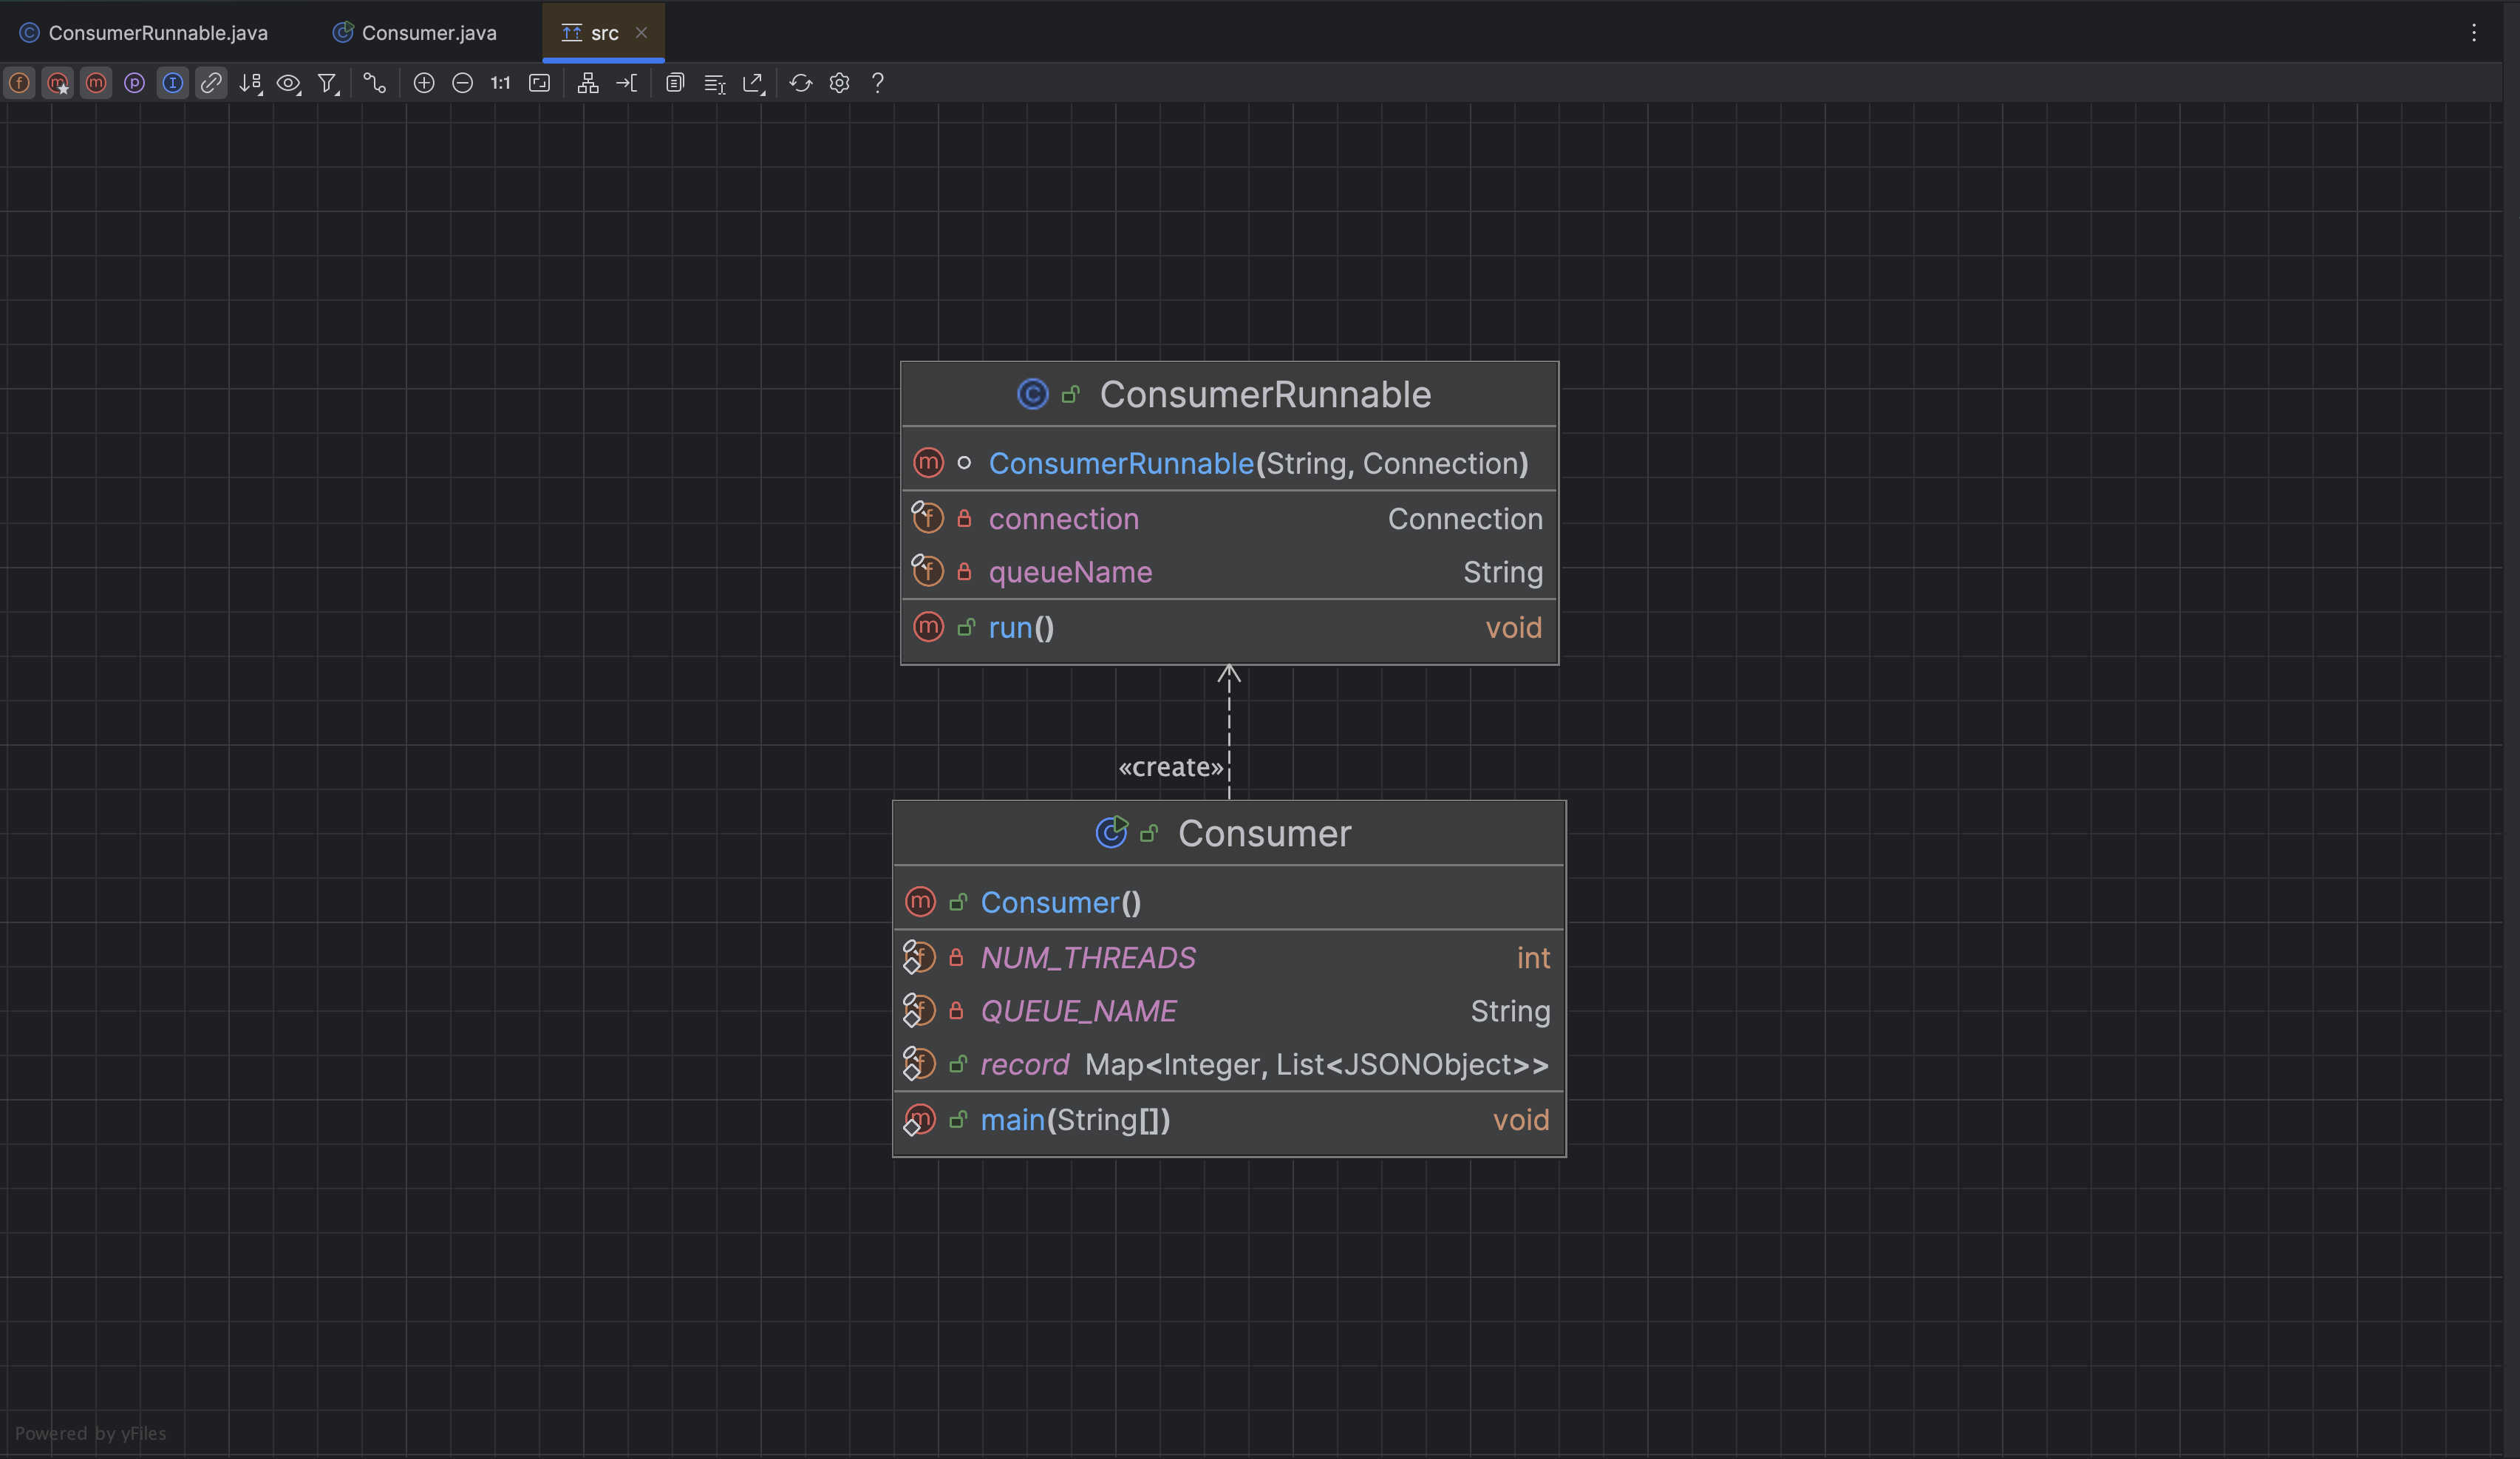 ConsumerRunnable.java
Consumer.java
src
1:1
ConsumerRunnable
ConsumerRunnable(String, Connection)
connection Connection
queueName String
run() void
«create»
Consumer
Consumer()
NUM_THREADS int
QUEUE_NAME String
record Map<Integer, List<JSONObject>>
main(String[]) void
Powered by yFiles